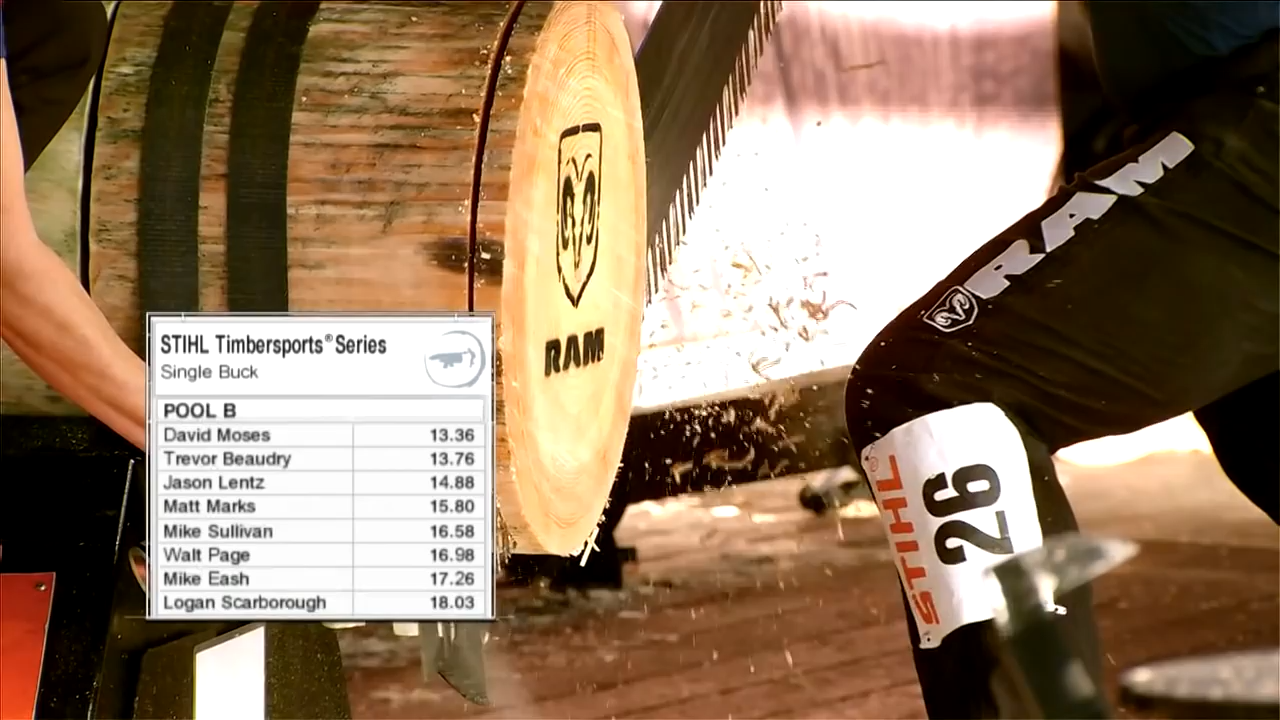 STIHL Timbersports® Series
Single Buck
POOL B
David Moses 13.36
Trevor Beaudry 13.76
Jason Lentz 14.88
Matt Marks 15.80
Mike Sullivan 16.58
Walt Page 16.98
Mike Eash 17.26
Logan Scarborough 18.03
RAM
RAM
STIHL
26